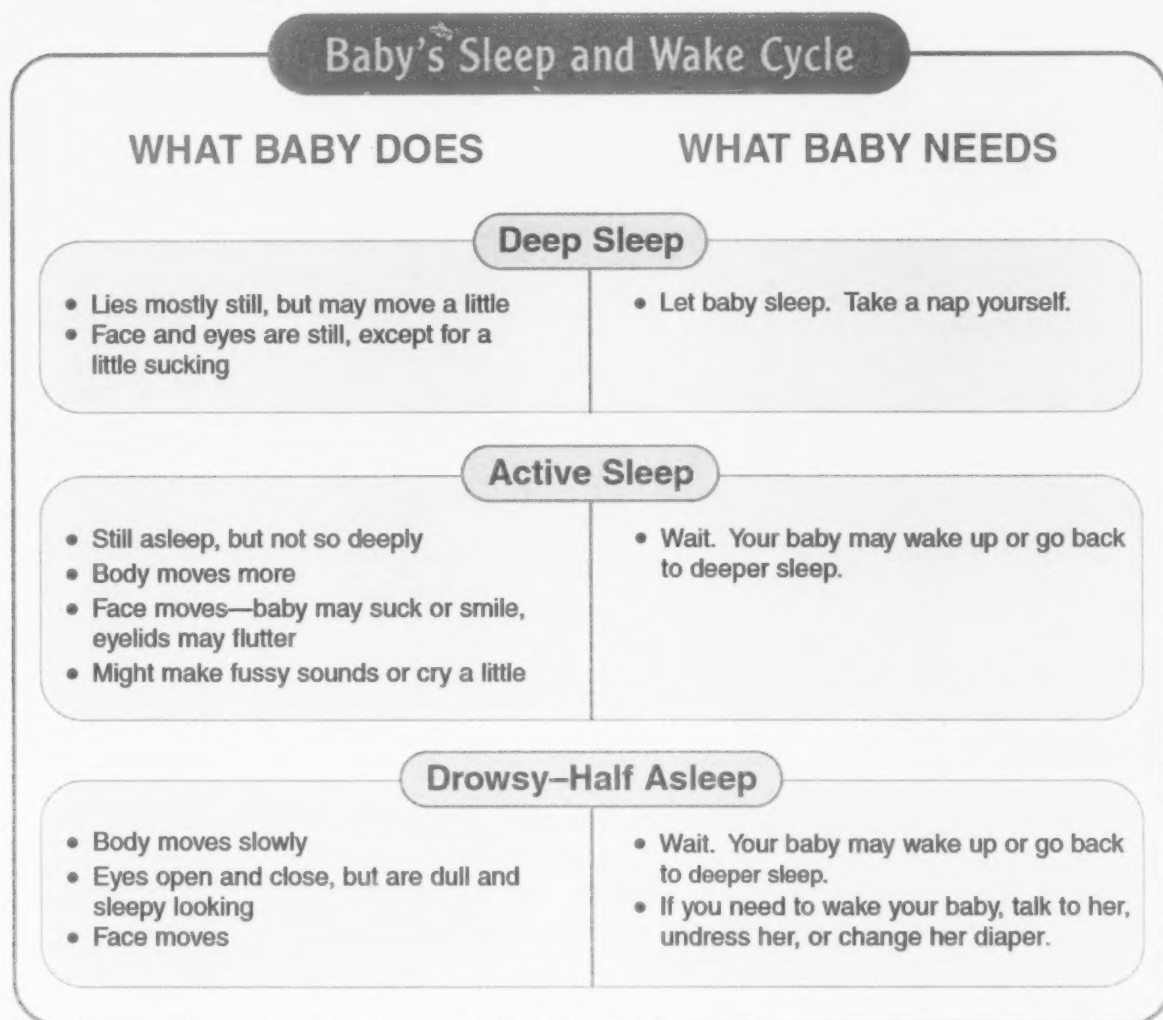 Baby's Sleep and Wake Cycle
WHAT BABY DOES
WHAT BABY NEEDS
Deep Sleep
• Lies mostly still, but may move a little
• Face and eyes are still, except for a
little sucking
• Let baby sleep. Take a nap yourself.
Active Sleep
• Still asleep, but not so deeply
• Body moves more
• Face moves—baby may suck or smile,
eyelids may flutter
• Might make fussy sounds or cry a little
• Wait. Your baby may wake up or go back
to deeper sleep.
Drowsy–Half Asleep
• Body moves slowly
• Eyes open and close, but are dull and
sleepy looking
• Face moves
• Wait. Your baby may wake up or go back
to deeper sleep.
• If you need to wake your baby, talk to her,
undress her, or change her diaper.